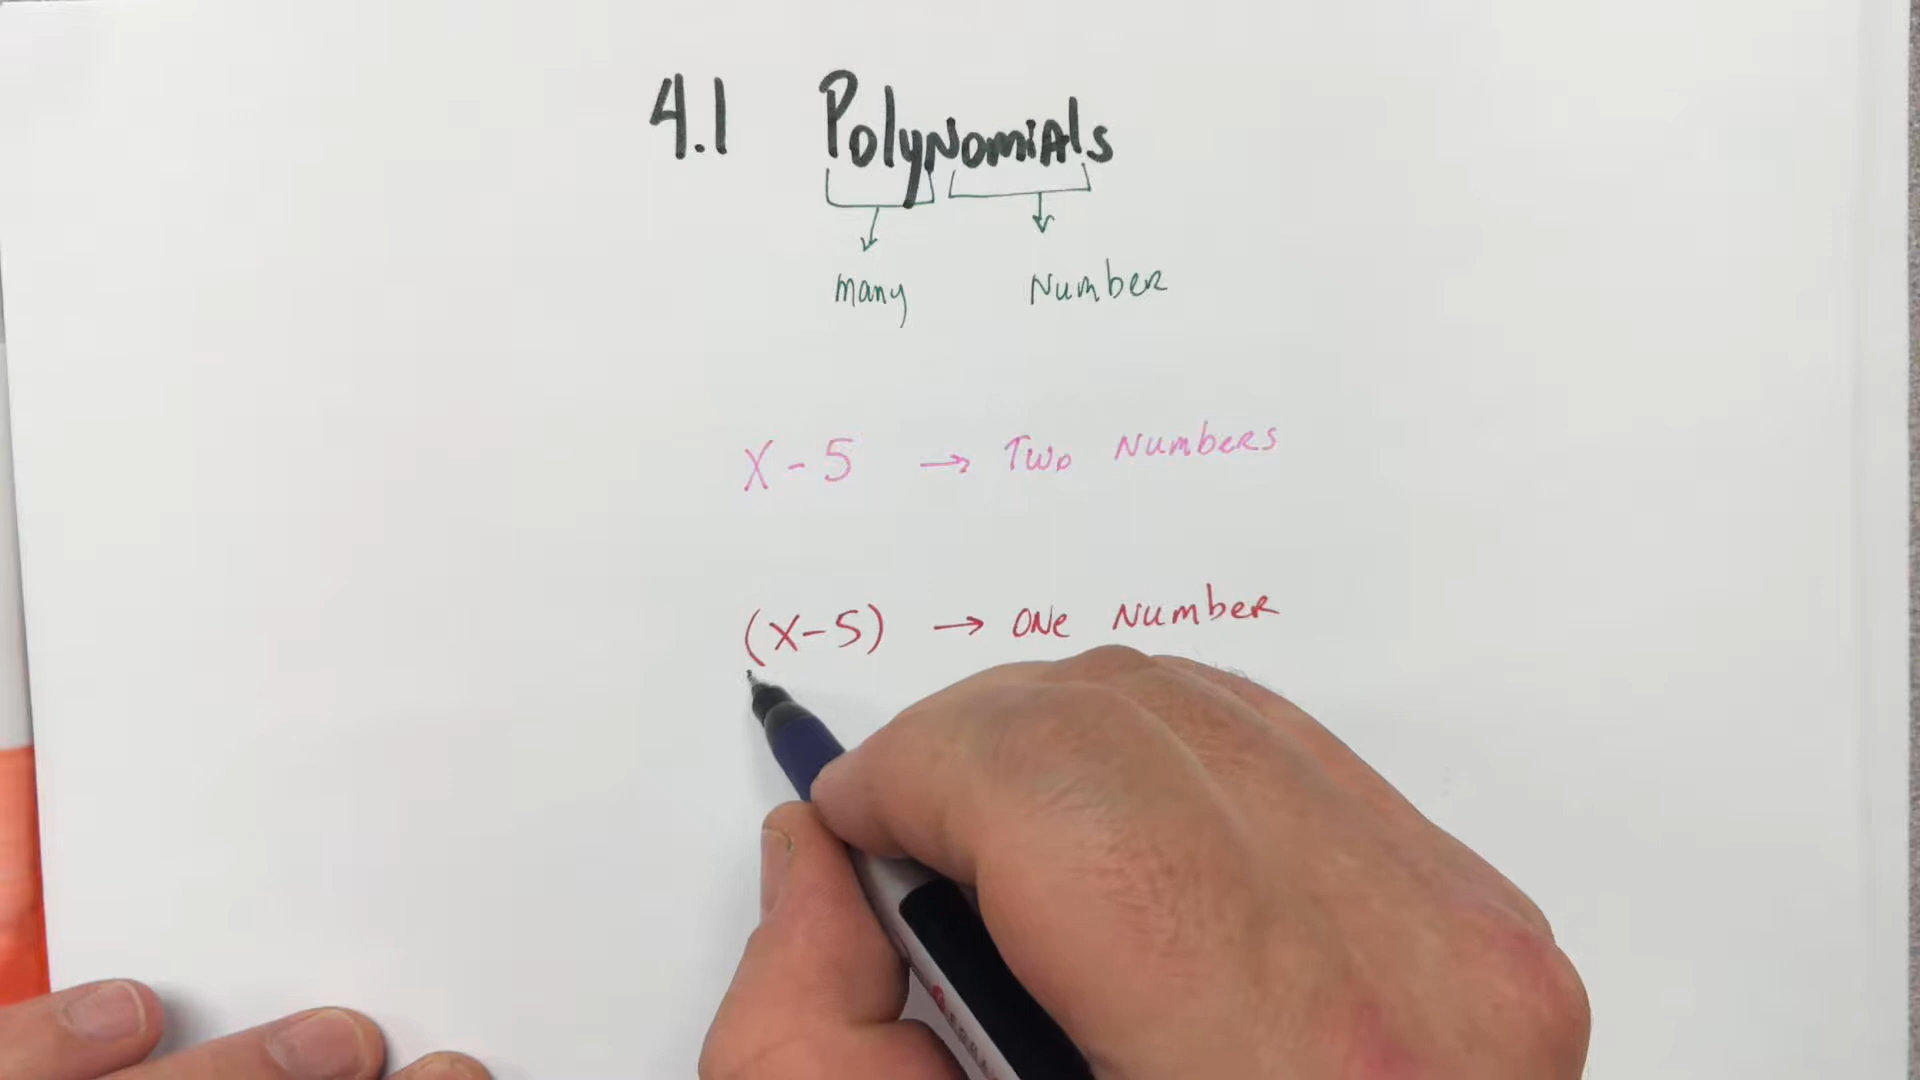 4.1 PolyNomiAls
many Number
X-5 → Two Numbers
(X-5) → ONe Number